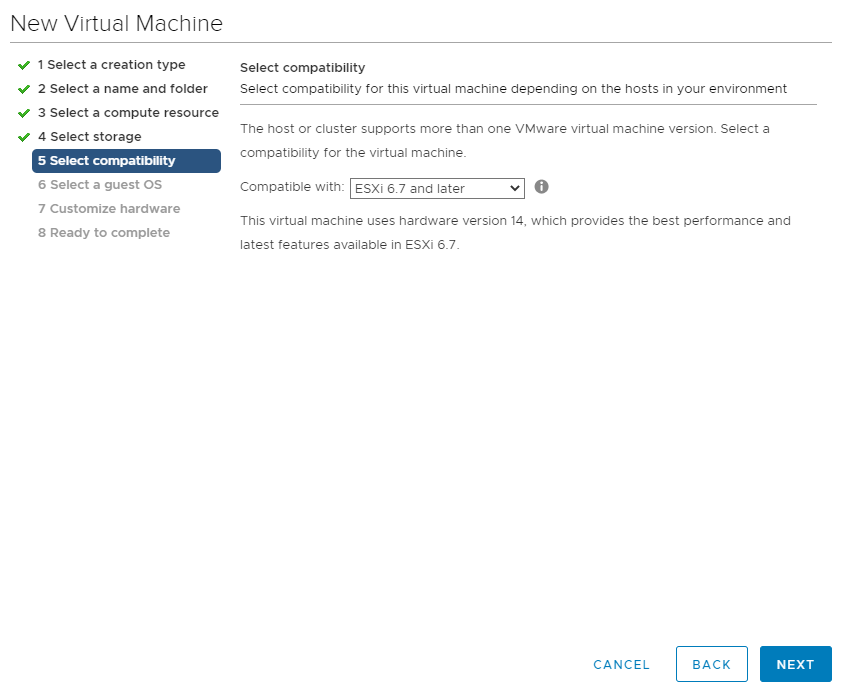 New Virtual Machine
1 Select a creation type
2 Select a name and folder
3 Select a compute resource
4 Select storage
5 Select compatibility
6 Select a guest OS
7 Customize hardware
8 Ready to complete
Select compatibility
Select compatibility for this virtual machine depending on the hosts in your environment
The host or cluster supports more than one VMware virtual machine version. Select a
compatibility for the virtual machine.
Compatible with: ESXi 6.7 and later
This virtual machine uses hardware version 14, which provides the best performance and
latest features available in ESXi 6.7.
CANCEL BACK NEXT